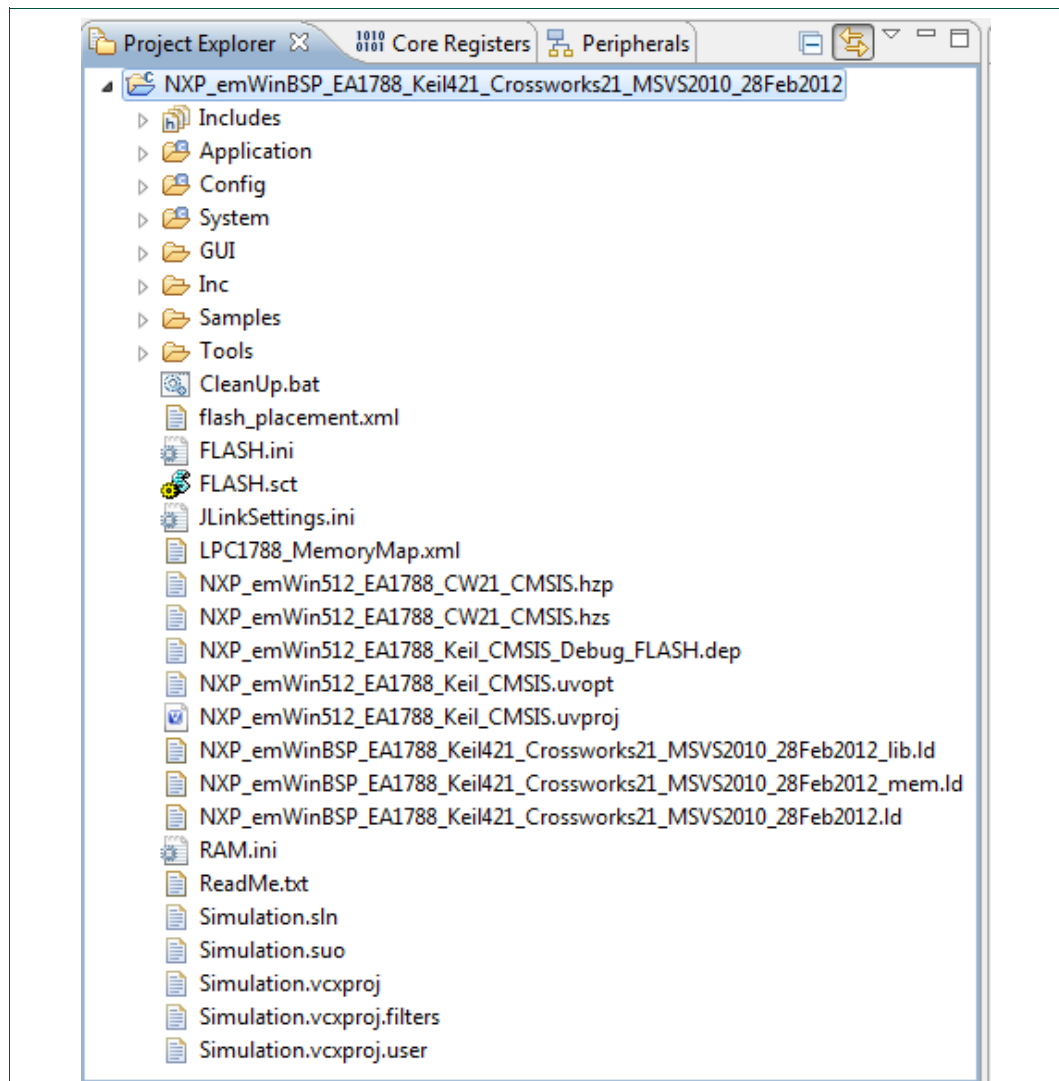 Project Explorer Core Registers Peripherals
NXP_emWinBSP_EA1788_Keil421_Crossworks21_MSVS2010_28Feb2012
Includes
Application
Config
System
GUI
Inc
Samples
Tools
CleanUp.bat
flash_placement.xml
FLASH.ini
FLASH.sct
JLinkSettings.ini
LPC1788_MemoryMap.xml
NXP_emWin512_EA1788_CW21_CMSIS.hzp
NXP_emWin512_EA1788_CW21_CMSIS.hzs
NXP_emWin512_EA1788_Keil_CMSIS_Debug_FLASH.dep
NXP_emWin512_EA1788_Keil_CMSIS.uvopt
NXP_emWin512_EA1788_Keil_CMSIS.uvproj
NXP_emWinBSP_EA1788_Keil421_Crossworks21_MSVS2010_28Feb2012_lib.ld
NXP_emWinBSP_EA1788_Keil421_Crossworks21_MSVS2010_28Feb2012_mem.ld
NXP_emWinBSP_EA1788_Keil421_Crossworks21_MSVS2010_28Feb2012.ld
RAM.ini
ReadMe.txt
Simulation.sln
Simulation.suo
Simulation.vcxproj
Simulation.vcxproj.filters
Simulation.vcxproj.user